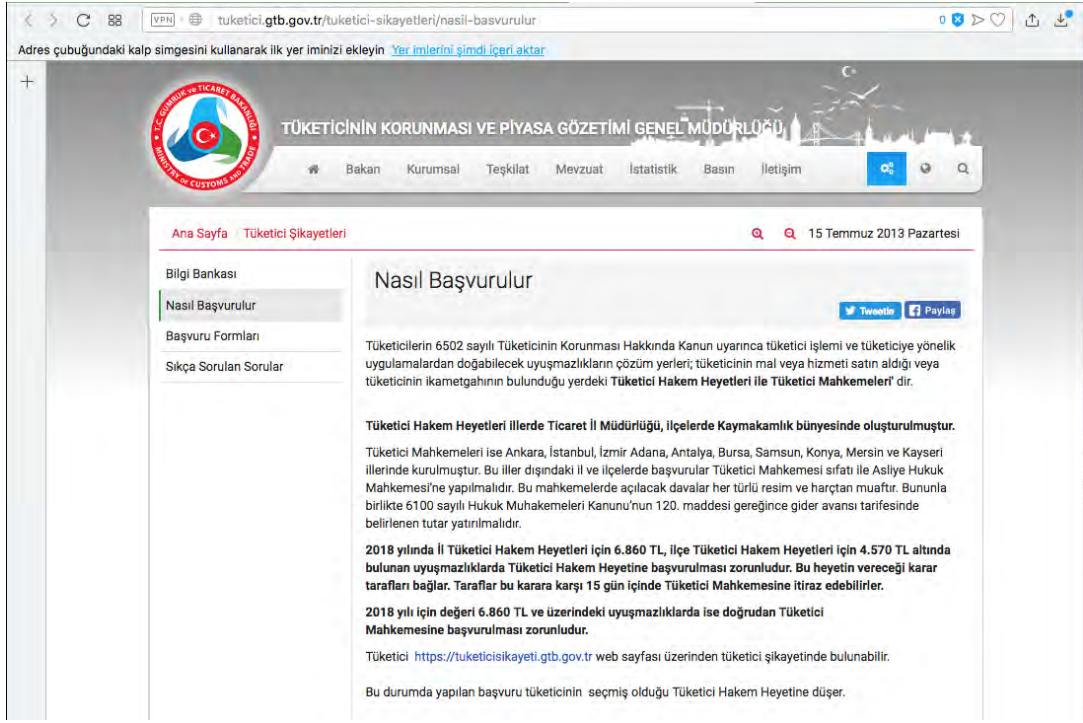 VPN
tuketici.gtb.gov.tr/tuketici-sikayetleri/nasil-basvurulur
0
Adres çubuğundaki kalp simgesini kullanarak ilk yer iminizi ekleyin Yer imlerini şimdi içeri aktar
T.C. GÜMRÜK ve TİCARET BAKANLIĞI
MINISTRY OF CUSTOMS AND TRADE
TÜKETİCİNİN KORUNMASI VE PİYASA GÖZETİMİ GENEL MÜDÜRLÜĞÜ
Bakan Kurumsal Teşkilat Mevzuat İstatistik Basın İletişim
Ana Sayfa Tüketici Şikayetleri
15 Temmuz 2013 Pazartesi
Bilgi Bankası
Nasıl Başvurulur
Başvuru Formları
Sıkça Sorulan Sorular
Nasıl Başvurulur
Tweetle Paylaş
Tüketicilerin 6502 sayılı Tüketicinin Korunması Hakkında Kanun uyarınca tüketici işlemi ve tüketiciye yönelik
uygulamalardan doğabilecek uyuşmazlıkların çözüm yerleri; tüketicinin mal veya hizmeti satın aldığı veya
tüketicinin ikametgahının bulunduğu yerdeki Tüketici Hakem Heyetleri ile Tüketici Mahkemeleri' dir.
Tüketici Hakem Heyetleri illerde Ticaret İl Müdürlüğü, ilçelerde Kaymakamlık bünyesinde oluşturulmuştur.
Tüketici Mahkemeleri ise Ankara, İstanbul, İzmir Adana, Antalya, Bursa, Samsun, Konya, Mersin ve Kayseri
illerinde kurulmuştur. Bu iller dışındaki il ve ilçelerde başvurular Tüketici Mahkemesi sıfatı ile Asliye Hukuk
Mahkemesi'ne yapılmalıdır. Bu mahkemelerde açılacak davalar her türlü resim ve harçtan muaftır. Bununla
birlikte 6100 sayılı Hukuk Muhakemeleri Kanunu'nun 120. maddesi gereğince gider avansı tarifesinde
belirlenen tutar yatırılmalıdır.
2018 yılında İl Tüketici Hakem Heyetleri için 6.860 TL, ilçe Tüketici Hakem Heyetleri için 4.570 TL altında
bulunan uyuşmazlıklarda Tüketici Hakem Heyetine başvurulması zorunludur. Bu heyetin vereceği karar
tarafları bağlar. Taraflar bu karara karşı 15 gün içinde Tüketici Mahkemesine itiraz edebilirler.
2018 yılı için değeri 6.860 TL ve üzerindeki uyuşmazlıklarda ise doğrudan Tüketici
Mahkemesine başvurulması zorunludur.
Tüketici https://tuketicisikayeti.gtb.gov.tr web sayfası üzerinden tüketici şikayetinde bulunabilir.
Bu durumda yapılan başvuru tüketicinin seçmiş olduğu Tüketici Hakem Heyetine düşer.